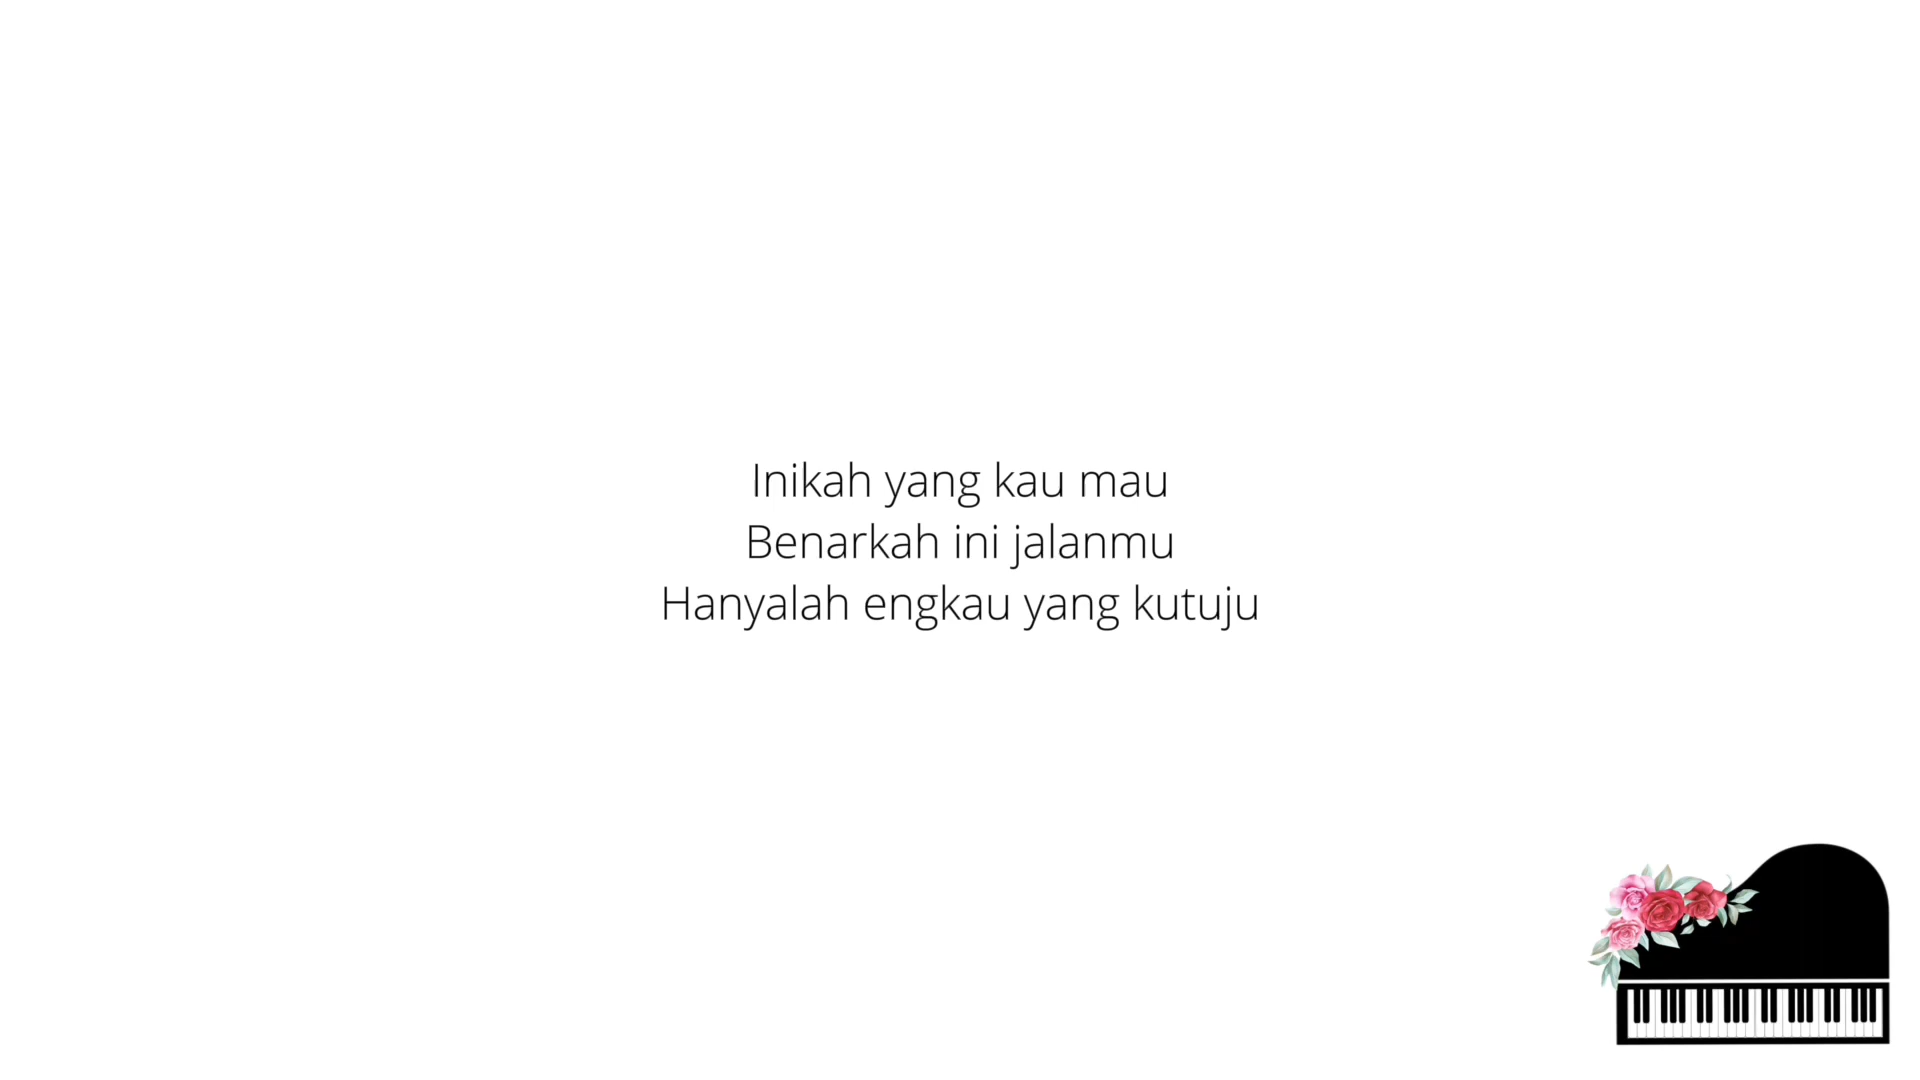 Inikah yang kau mau
Benarkah ini jalanmu
Hanyalah engkau yang kutuju